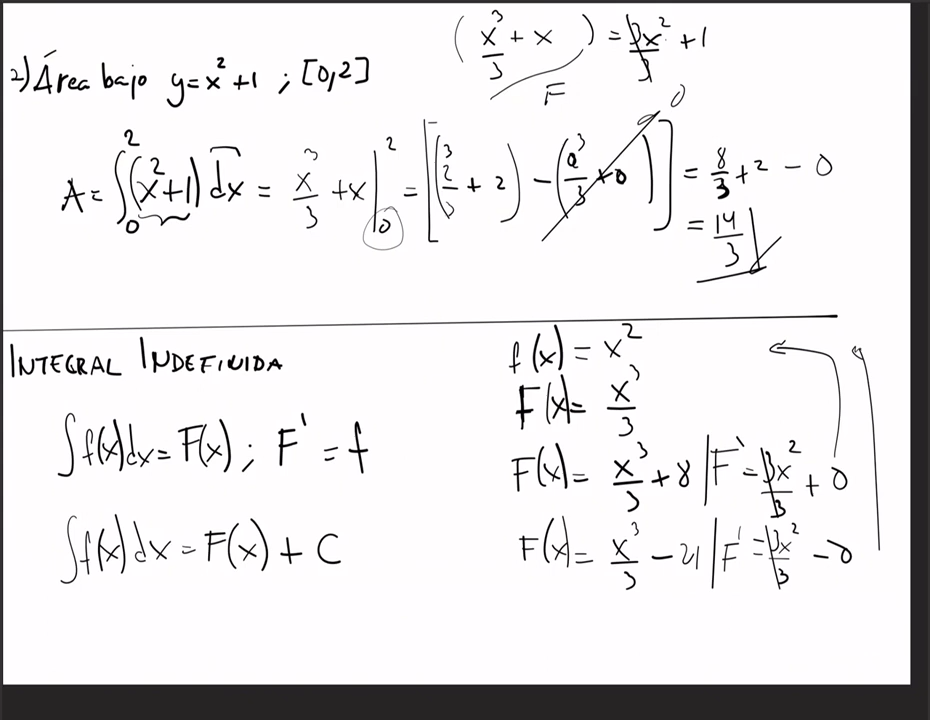 (x³/3 + x) = 3x²/3 + 1
F
2) Área bajo y = x² + 1 ; [0,2]
A = ∫₀² (x²+1) dx = x³/3 + x |₀² = [(2³/3 + 2) − (0³/3 + 0)] = 8/3 + 2 − 0
0
= 14/3
INTEGRAL INDEFINIDA
∫f(x)dx = F(x) ; F' = f
∫f(x)dx = F(x) + C
f(x) = x²
F(x) = x³/3
F(x) = x³/3 + 8 | F' = 3x²/3 + 0
F(x) = x³/3 − 21 | F' = 3x²/3 − 0